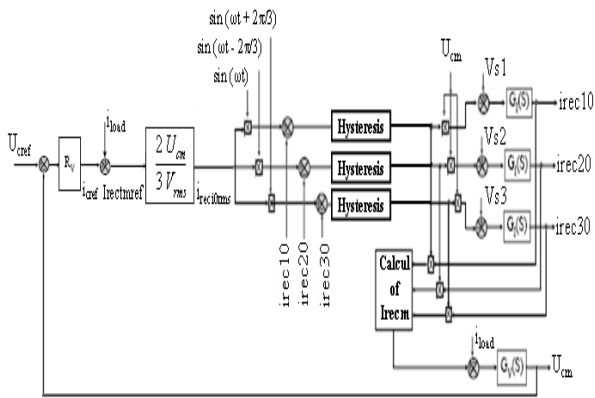 sin (ωt + 2π/3)
sin (ωt - 2π/3)
sin (ωt)
Ucm
Vs1
Hysteresis
Gi(S)
irec10
Ucref
iload
Rv
icref
Irectmref
2 Ucm
3 Vrms
Vs2
Hysteresis
Gi(S)
irec20
Vs3
Hysteresis
Gi(S)
irec30
irec10
irec20
irec30
Calcul
of
Irec m
iload
Gv(S)
Ucm